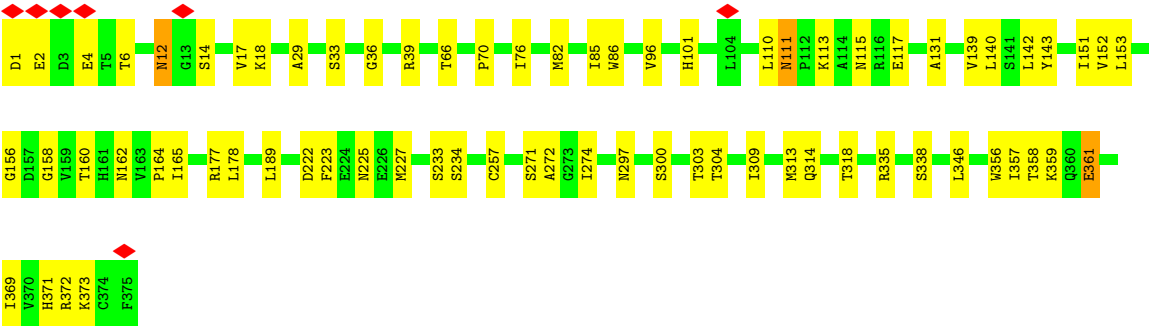 D1 E2 D3 E4 T5 T6 N12 G13 S14 V17 K18 A29 S33 G36 R39 T66 P70 I76 M82 I85 W86 V96 H101 L104 L110 N111 P112 K113 A114 N115 R116 E117 A131 V139 L140 S141 L142 Y143 I151 V152 L153
G156 D157 G158 V159 T160 H161 N162 V163 P164 I165 R177 L178 L189 D222 F223 E224 N225 E226 M227 S233 S234 C257 S271 A272 G273 I274 N297 S300 T303 T304 I309 M313 Q314 T318 R335 S338 L346 W356 I357 T358 K359 Q360 E361
I369 V370 H371 R372 K373 C374 F375